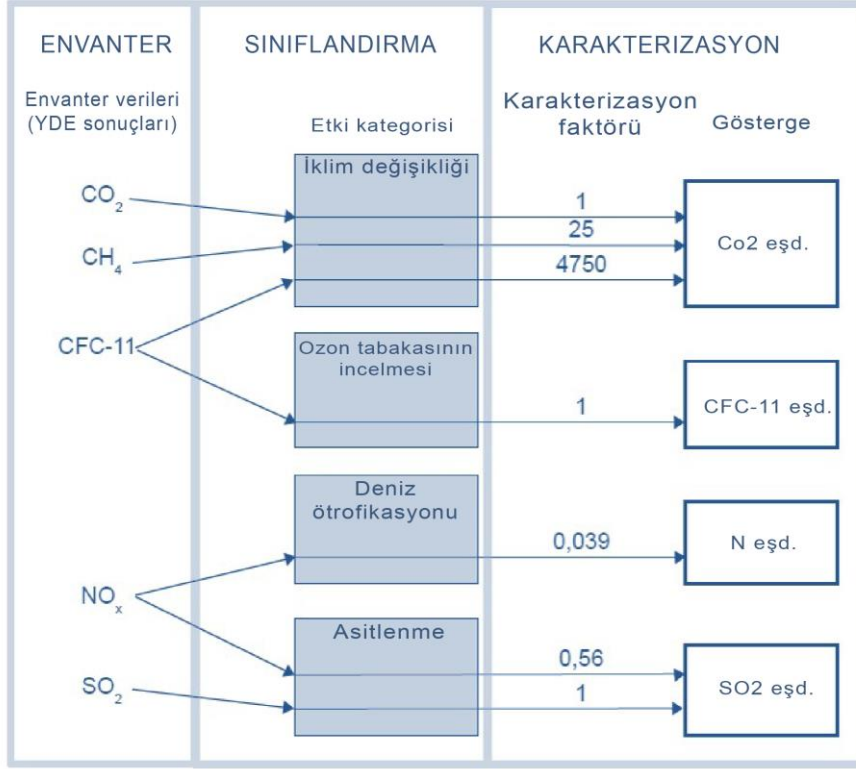 ENVANTER
SINIFLANDIRMA
KARAKTERIZASYON
Envanter verileri
(YDE sonuçları)
Etki kategorisi
Karakterizasyon
faktörü
Gösterge
İklim değişikliği
CO₂
1
25
CH₄
4750
Co2 eşd.
CFC-11
Ozon tabakasının
incelmesi
1
CFC-11 eşd.
Deniz
ötrofikasyonu
0,039
N eşd.
NOₓ
Asitlenme
0,56
SO₂
1
SO2 eşd.